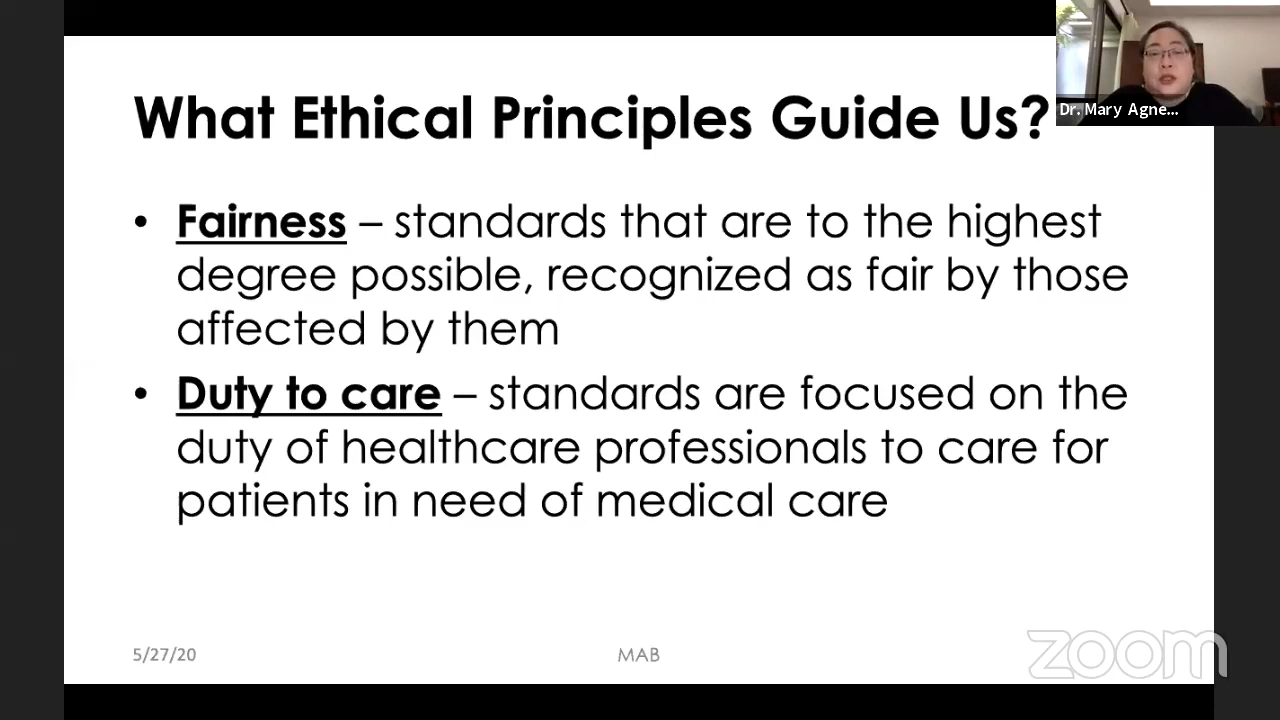 What Ethical Principles Guide Us?
Dr. Mary Agne...
• Fairness – standards that are to the highest
degree possible, recognized as fair by those
affected by them
• Duty to care – standards are focused on the
duty of healthcare professionals to care for
patients in need of medical care
5/27/20
MAB
zoom